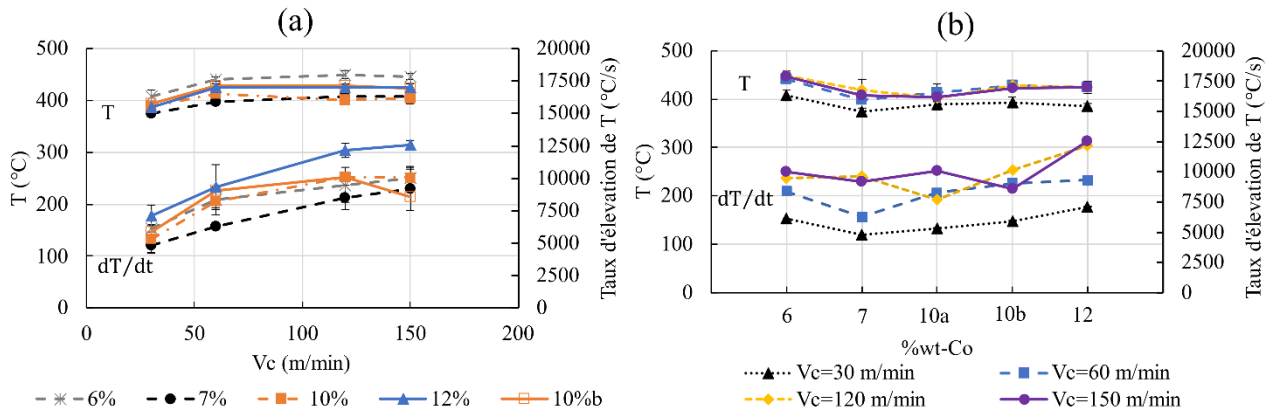 (a)
500
400
300
200
100
0
T (°C)
T
dT/dt
20000
17500
15000
12500
10000
7500
5000
2500
0
Taux d'élevation de T (°C/s)
0
50
100
150
200
Vc (m/min)
6%
7%
10%
12%
10%b
(b)
500
400
300
200
100
0
T (°C)
T
dT/dt
20000
17500
15000
12500
10000
7500
5000
2500
0
Taux d'élevation de T (°C/s)
6
7
10a
10b
12
%wt-Co
Vc=30 m/min
Vc=60 m/min
Vc=120 m/min
Vc=150 m/min